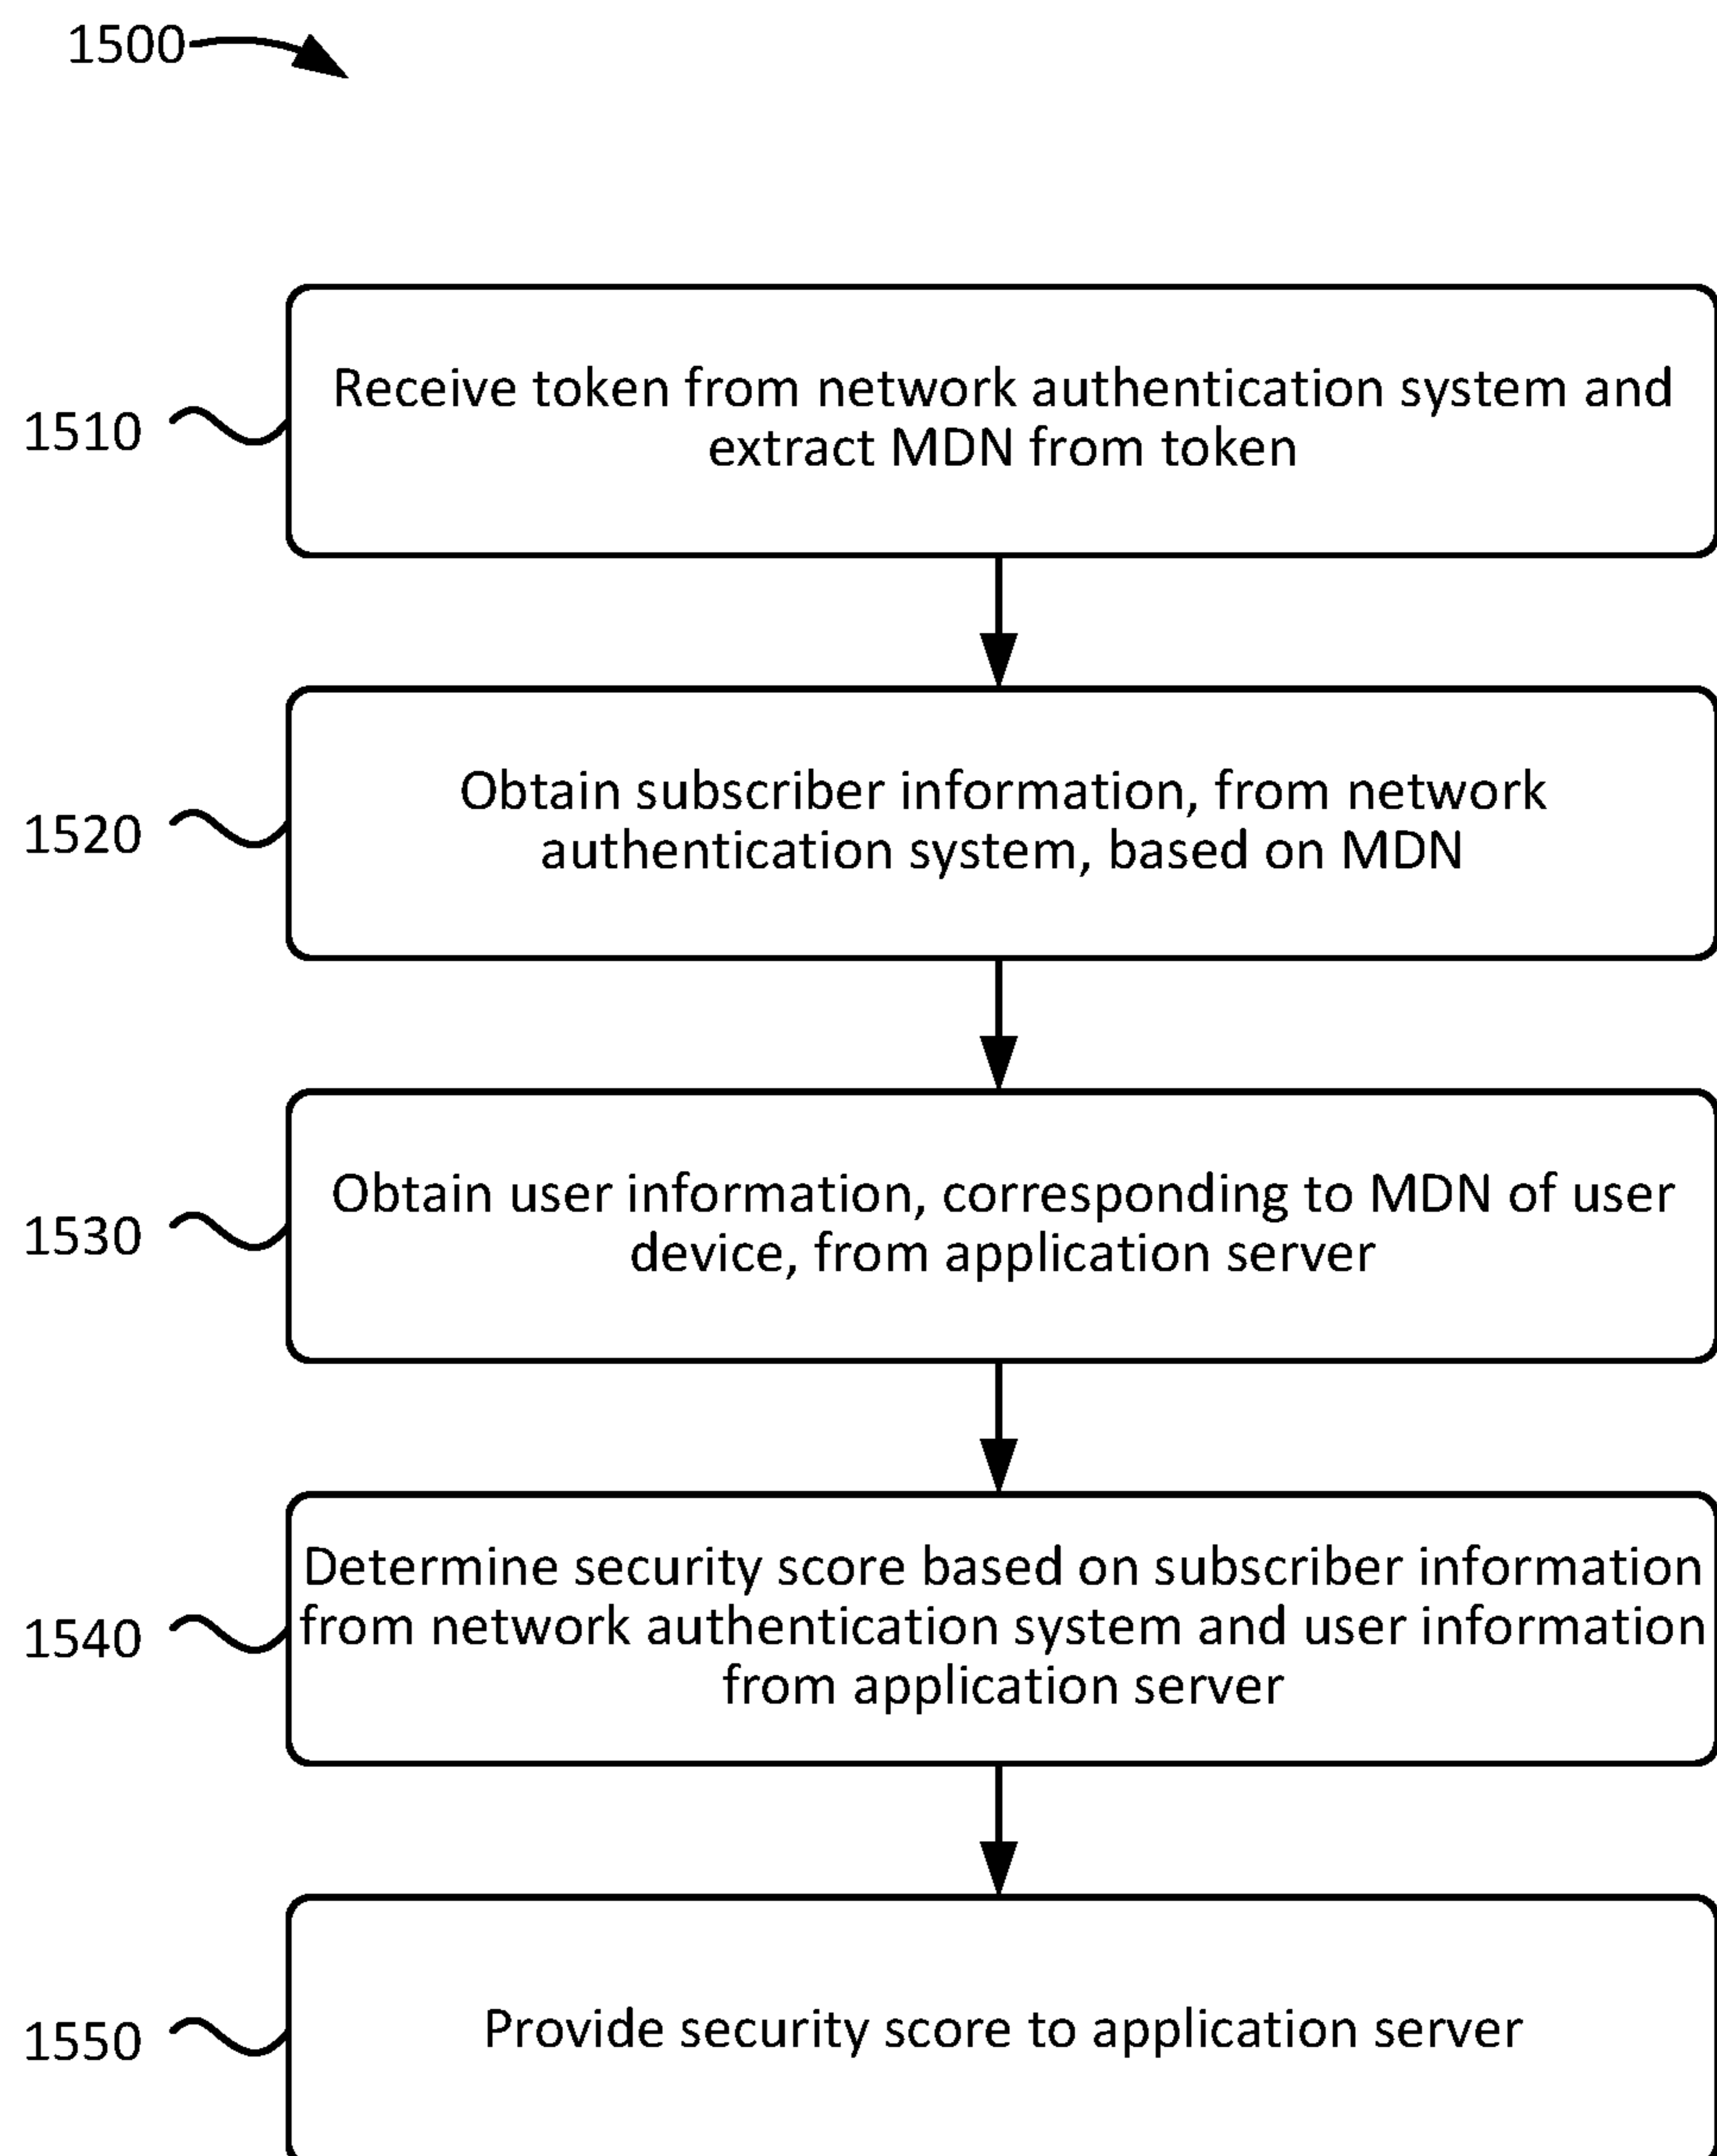 1500
Receive token from network authentication system and
extract MDN from token
1510
Obtain subscriber information, from network
authentication system, based on MDN
1520
Obtain user information, corresponding to MDN of user
device, from application server
1530
Determine security score based on subscriber information
from network authentication system and user information
from application server
1540
Provide security score to application server
1550